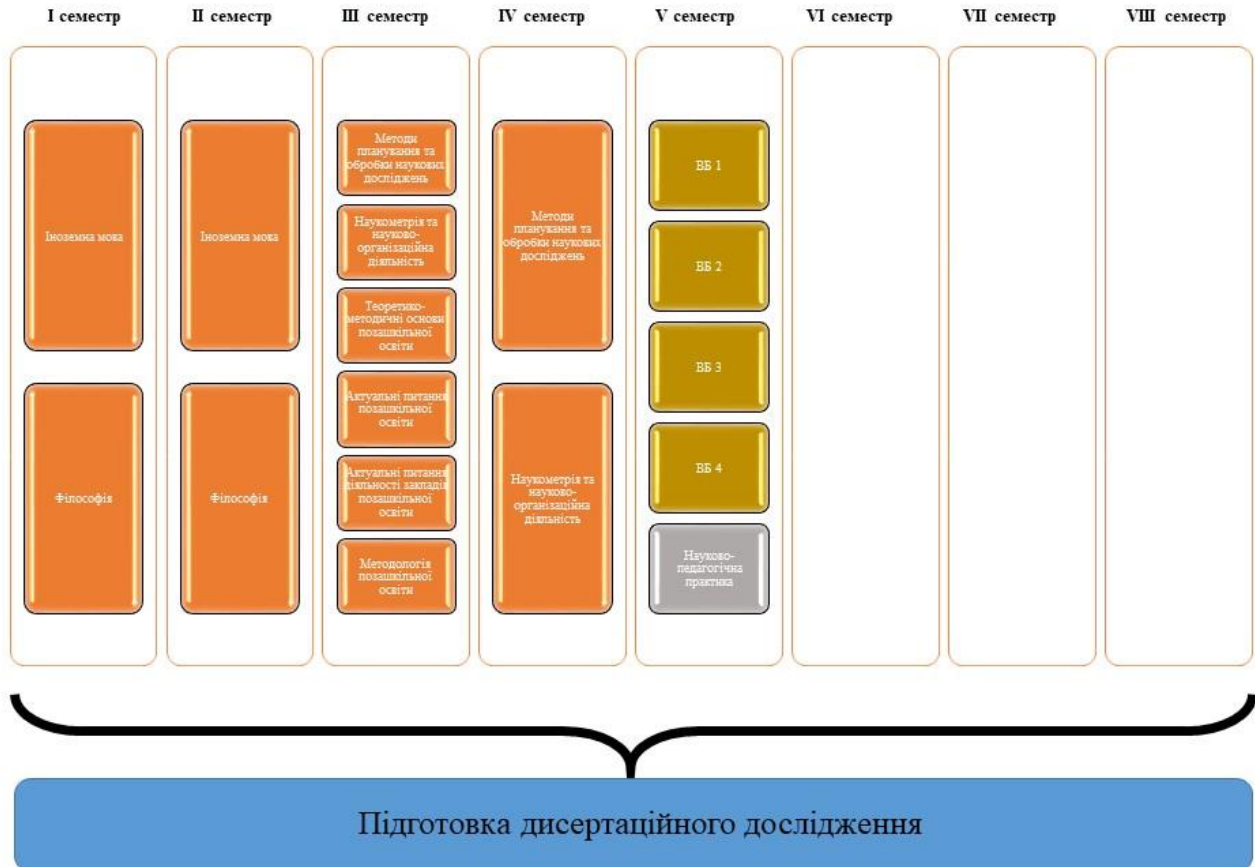 I семестр
II семестр
III семестр
IV семестр
V семестр
VI семестр
VII семестр
VIII семестр
Іноземна мова
Філософія
Іноземна мова
Філософія
Методи
планування та
обробки наукових
досліджень
Наукометрія та
науково-
організаційна
діяльність
Теоретико-
методичні основи
позашкільної
освіти
Актуальні питання
позашкільної
освіти
Актуальні питання
діяльності закладів
позашкільної
освіти
Методологія
позашкільної
освіти
Методи
планування та
обробки наукових
досліджень
Наукометрія та
науково-
організаційна
діяльність
ВБ 1
ВБ 2
ВБ 3
ВБ 4
Науково-
педагогічна
практика
Підготовка дисертаційного дослідження